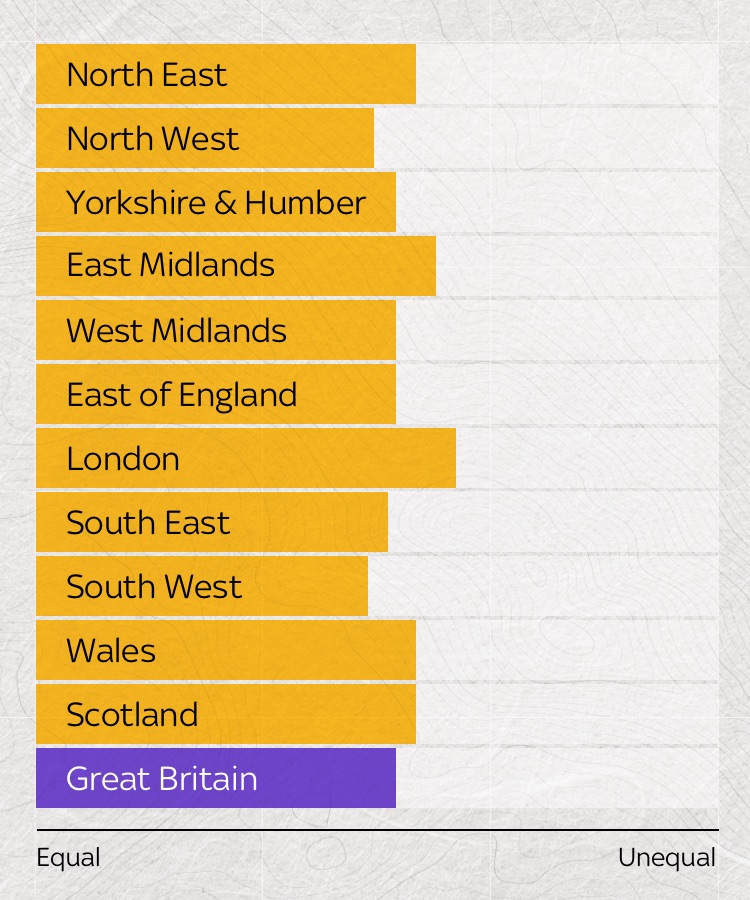 North East
North West
Yorkshire & Humber
East Midlands
West Midlands
East of England
London
South East
South West
Wales
Scotland
Great Britain
Equal Unequal